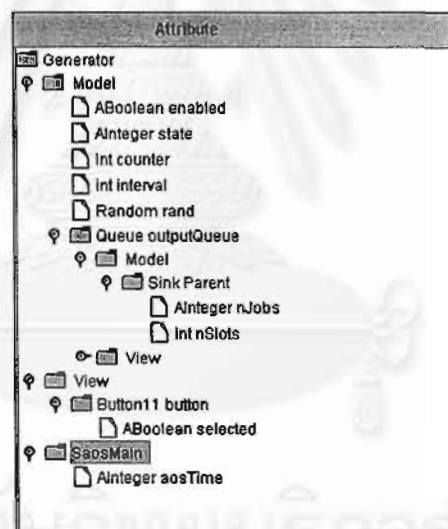 Attribute
Generator
Model
ABoolean enabled
AInteger state
Int counter
Int interval
Random rand
Queue outputQueue
Model
Sink Parent
AInteger nJobs
Int nSlots
View
View
Button11 button
ABoolean selected
SaosMain
AInteger aosTime